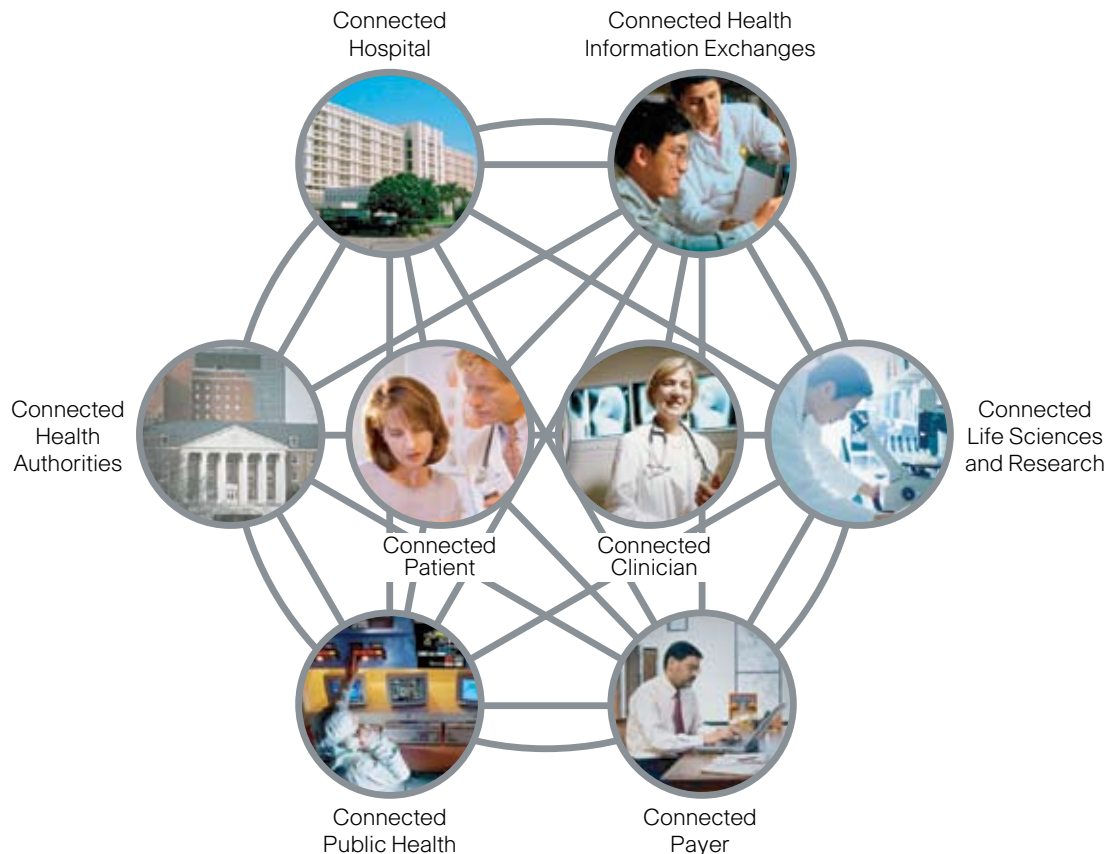 Connected
Hospital
Connected Health
Information Exchanges
Connected
Health
Authorities
Connected
Patient
Connected
Clinician
Connected
Life Sciences
and Research
Connected
Public Health
Connected
Payer